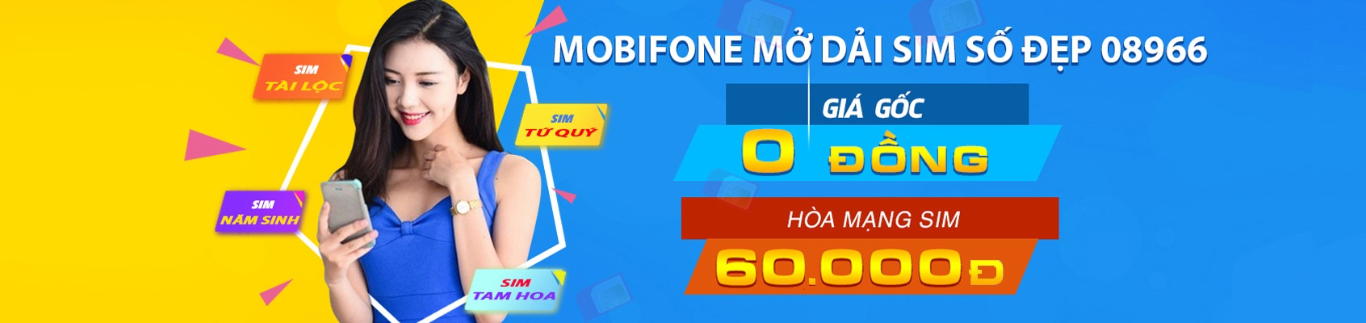 MOBIFONE MỞ DẢI SIM SỐ ĐẸP 08966
GIÁ GỐC
0 ĐỒNG
HÒA MẠNG SIM
60.000Đ
SIM
TÀI LỘC
SIM
TỨ QUÝ
SIM
NĂM SINH
SIM
TAM HOA